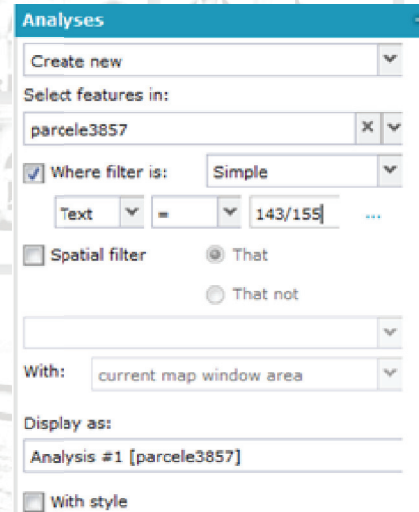 Analyses
Create new
Select features in:
parcele3857
Where filter is: Simple
Text = 143/155 ...
Spatial filter That
That not
With: current map window area
Display as:
Analysis #1 [parcele3857]
With style